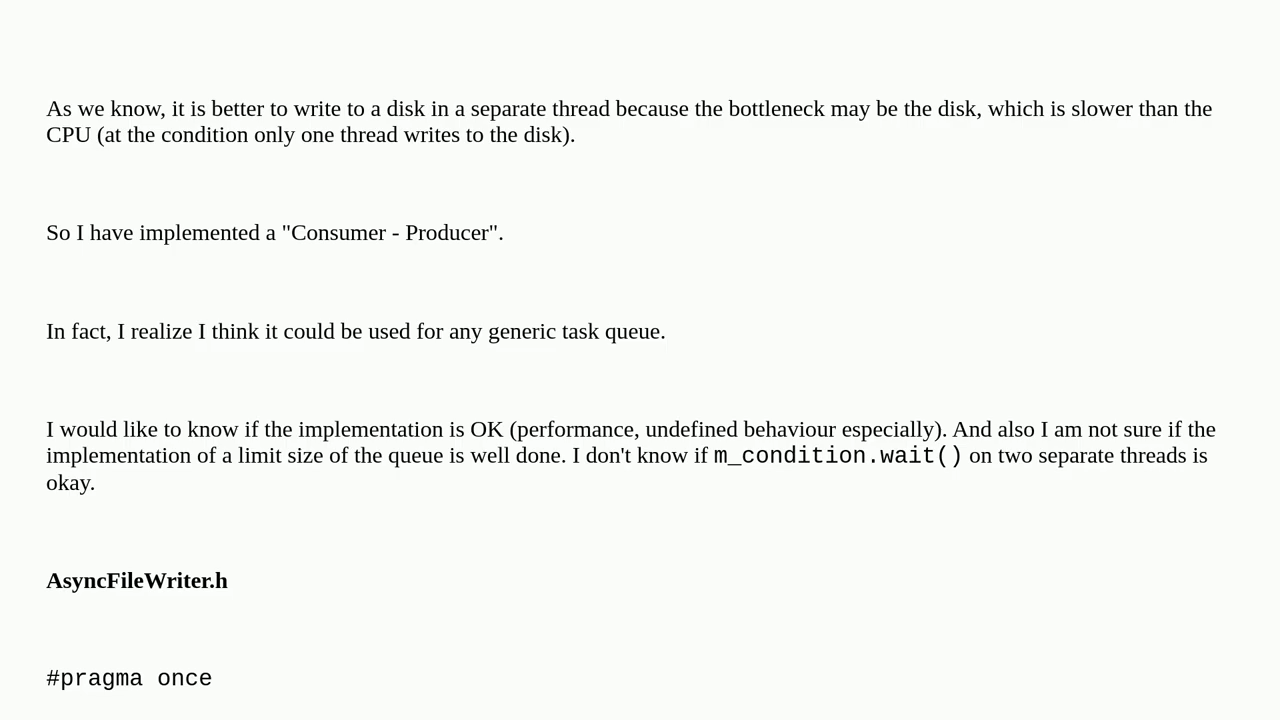 As we know, it is better to write to a disk in a separate thread because the bottleneck may be the disk, which is slower than the
CPU (at the condition only one thread writes to the disk).
So I have implemented a "Consumer - Producer".
In fact, I realize I think it could be used for any generic task queue.
I would like to know if the implementation is OK (performance, undefined behaviour especially). And also I am not sure if the
implementation of a limit size of the queue is well done. I don't know if m_condition.wait() on two separate threads is
okay.
AsyncFileWriter.h
#pragma once